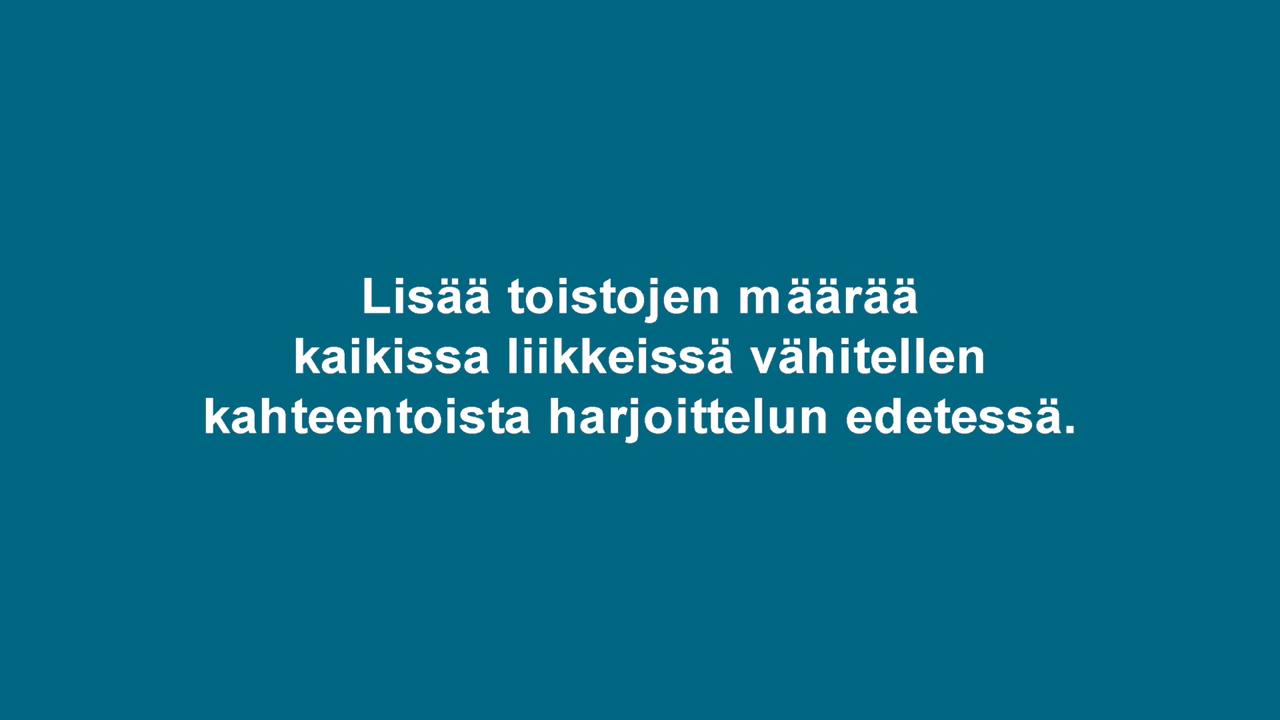 Lisää toistojen määrää
kaikissa liikkeissä vähitellen
kahteentoista harjoittelun edetessä.